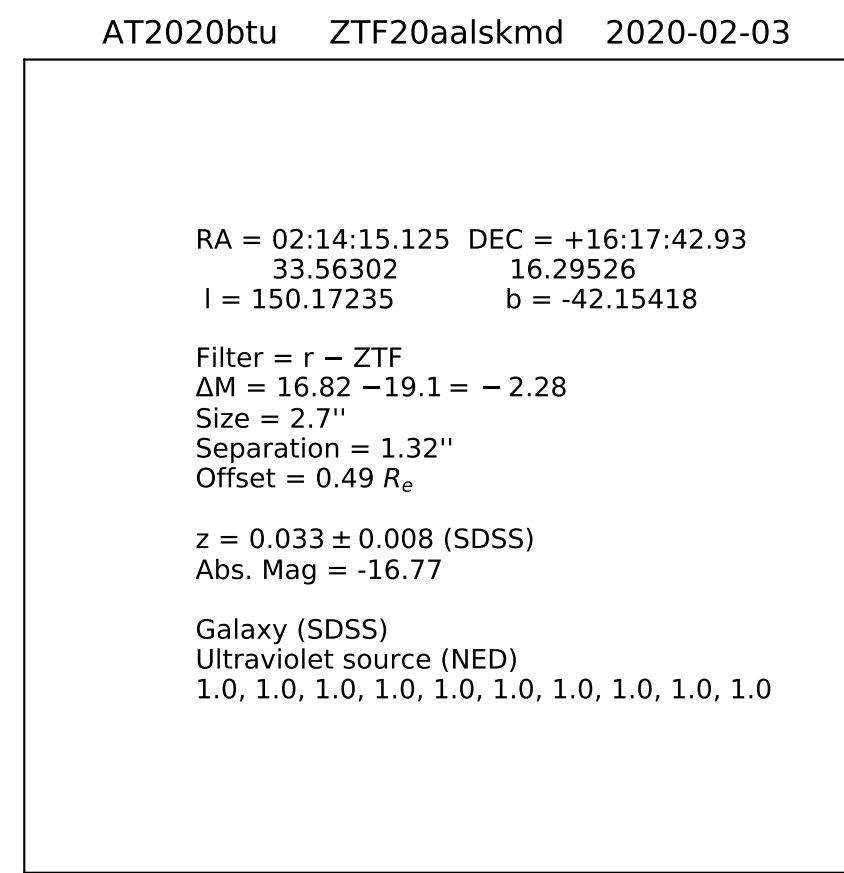 AT2020btu ZTF20aalskmd 2020-02-03
RA = 02:14:15.125 DEC = +16:17:42.93
33.56302 16.29526
l = 150.17235 b = -42.15418
Filter = r − ZTF
ΔM = 16.82 −19.1 = − 2.28
Size = 2.7''
Separation = 1.32''
Offset = 0.49 Rₑ
z = 0.033 ± 0.008 (SDSS)
Abs. Mag = -16.77
Galaxy (SDSS)
Ultraviolet source (NED)
1.0, 1.0, 1.0, 1.0, 1.0, 1.0, 1.0, 1.0, 1.0, 1.0